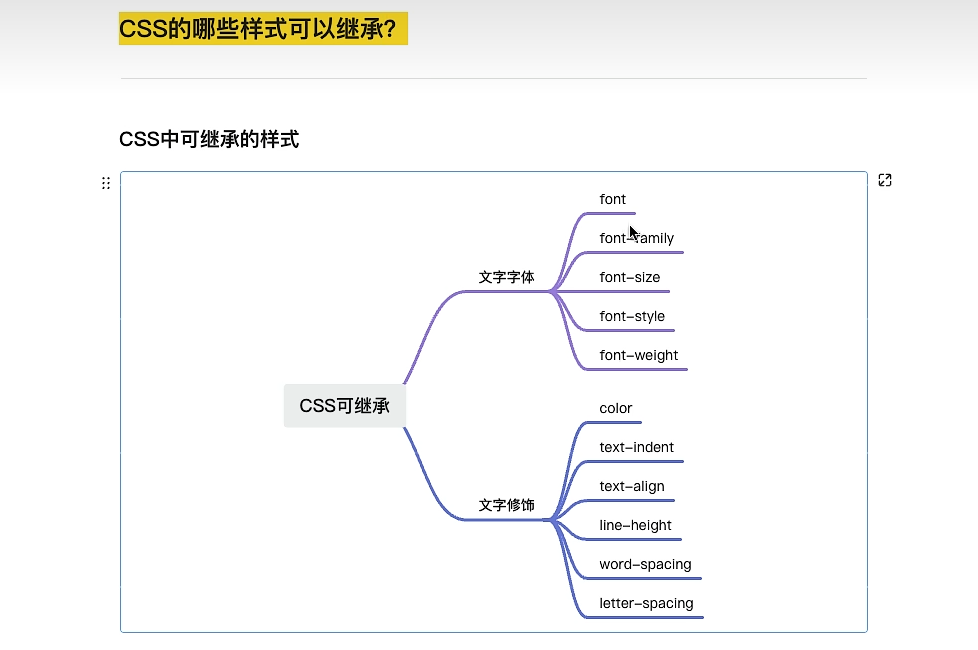 CSS的哪些样式可以继承?
CSS中可继承的样式
font
font-family
文字字体
font-size
font-style
font-weight
CSS可继承
color
text-indent
text-align
文字修饰
line-height
word-spacing
letter-spacing